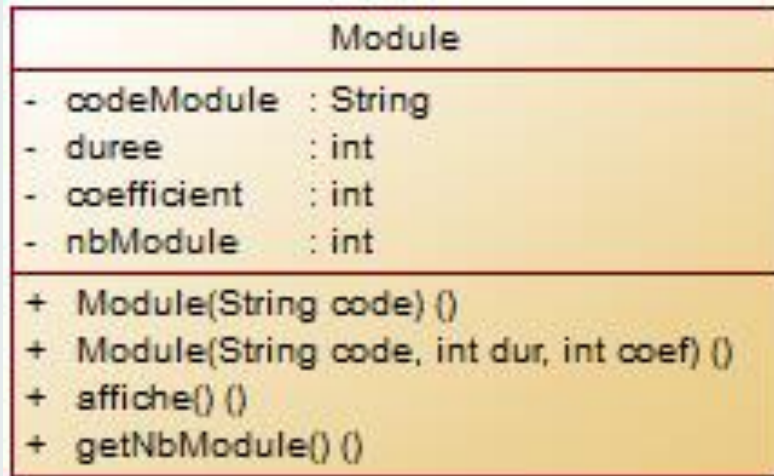 Module
- codeModule : String
- duree : int
- coefficient : int
- nbModule : int
+ Module(String code) ()
+ Module(String code, int dur, int coef) ()
+ affiche() ()
+ getNbModule() ()